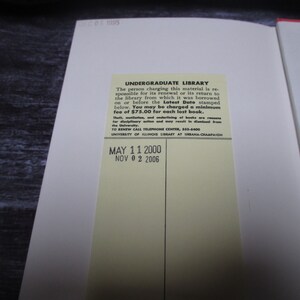 UNDERGRADUATE LIBRARY
The person charging this material is re-
sponsible for its renewal or its return to
the library from which it was borrowed
on or before the Latest Date stamped
below. You may be charged a minimum
fee of $75.00 for each lost book.
Theft, mutilation, and underlining of books are reasons
for disciplinary action and may result in dismissal from
the University.
TO RENEW CALL TELEPHONE CENTER, 333-8400
UNIVERSITY OF ILLINOIS LIBRARY AT URBANA-CHAMPAIGN
MAY 11 2000
NOV 02 2006